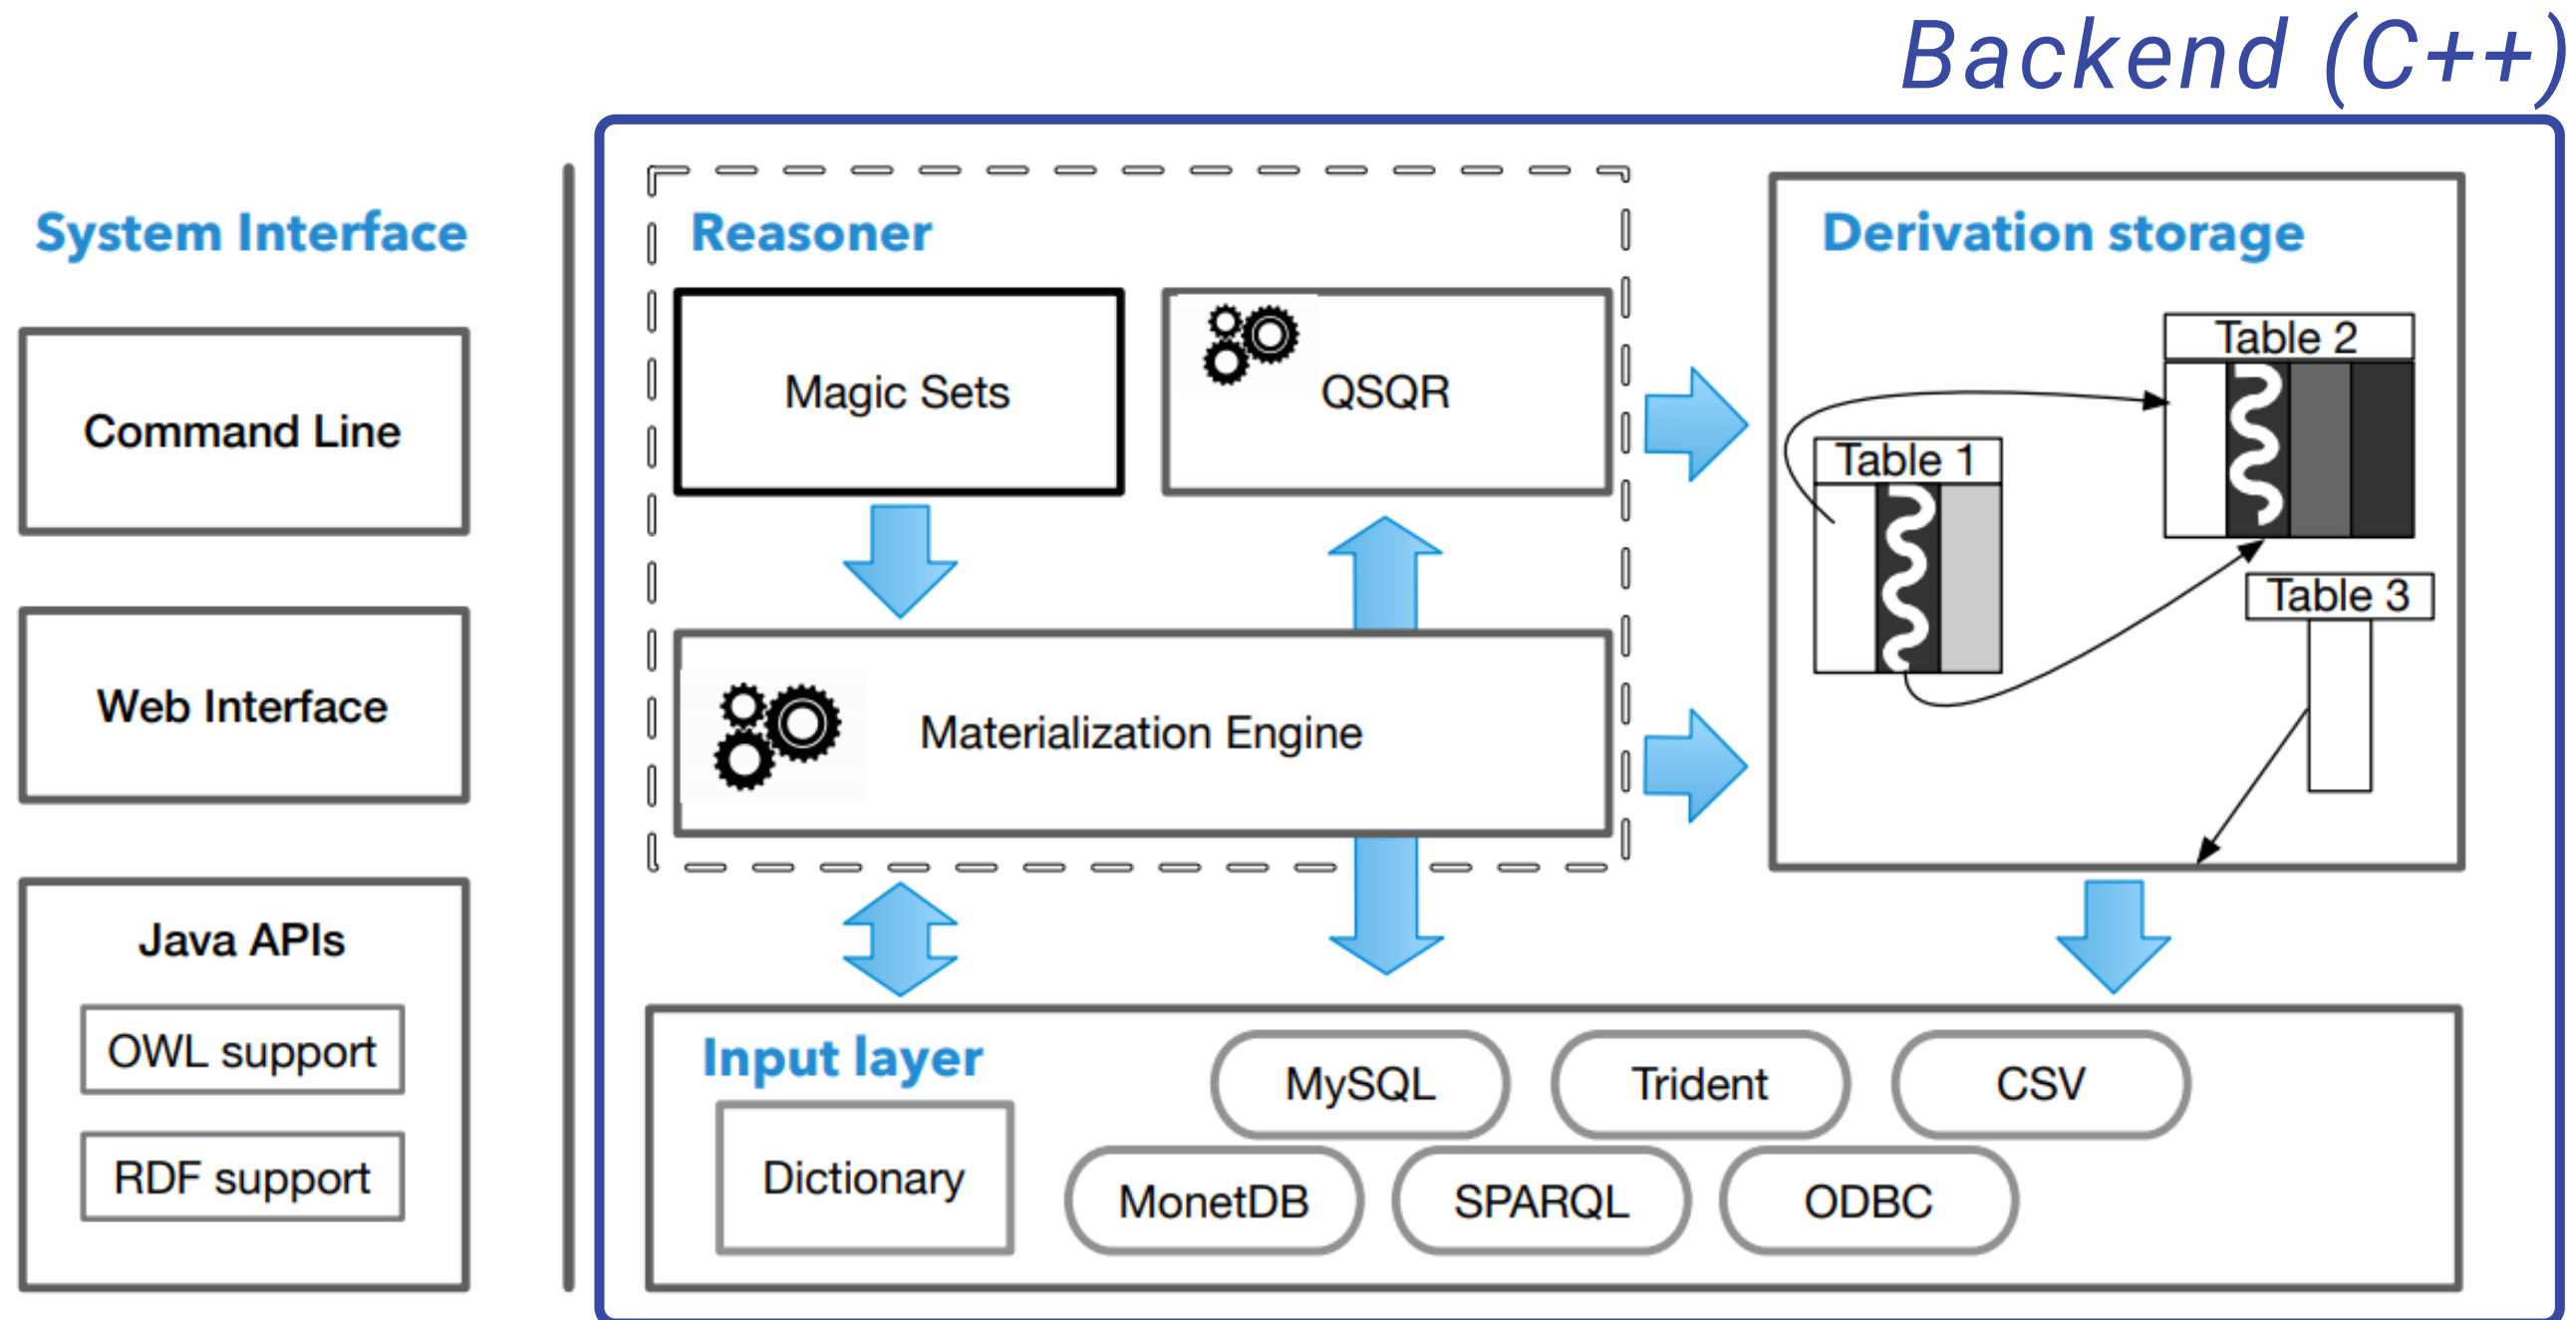 Backend (C++)
System Interface
Command Line
Web Interface
Java APIs
OWL support
RDF support
Reasoner
Magic Sets
QSQR
Materialization Engine
Derivation storage
Table 2
Table 1
Table 3
Input layer
Dictionary
MySQL
Trident
CSV
MonetDB
SPARQL
ODBC